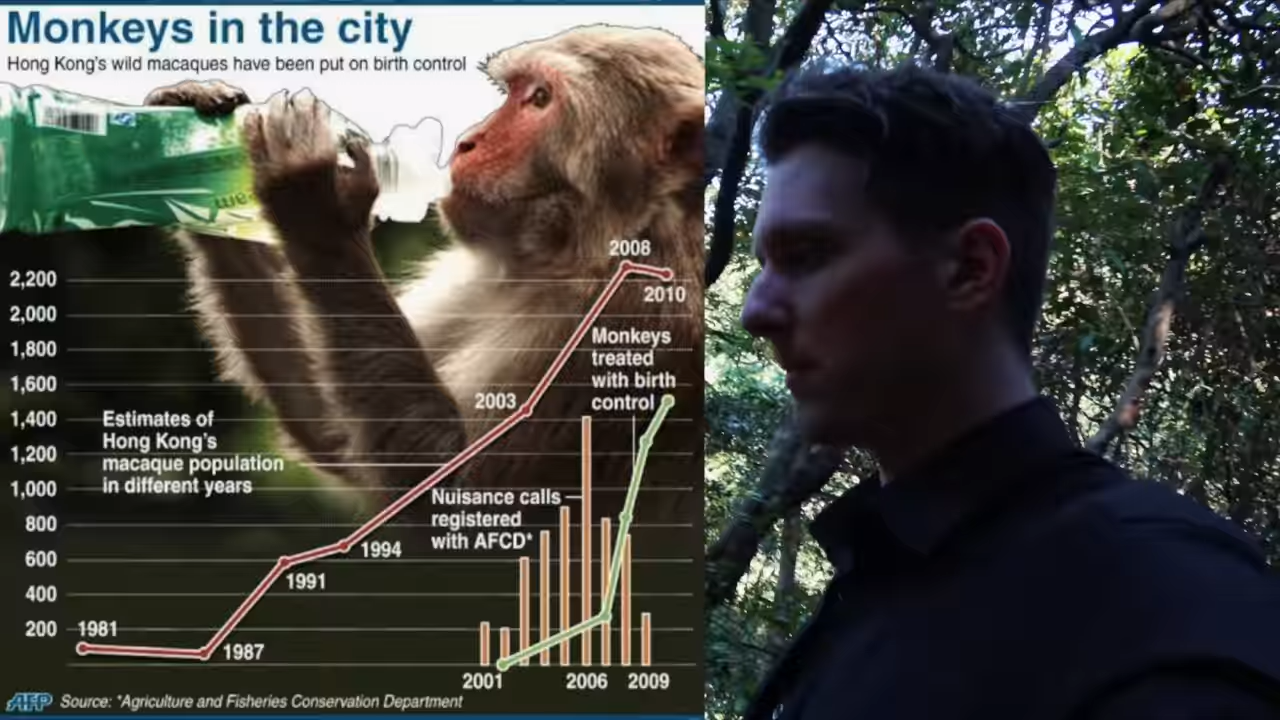 Monkeys in the city
Hong Kong's wild macaques have been put on birth control
2008
2,200
2010
2,000
Monkeys
treated
with birth
control
1,800
1,600
2003
1,400
Estimates of
Hong Kong's
macaque population
in different years
1,200
1,000
Nuisance calls
registered
with AFCD*
800
600
1994
1991
400
200
1981
1987
2001
2006
2009
AFP
Source: *Agriculture and Fisheries Conservation Department